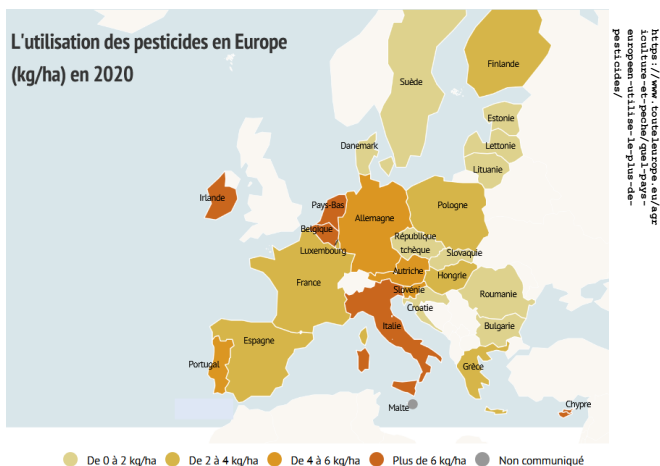 L'utilisation des pesticides en Europe
(kg/ha) en 2020
Finlande
Suède
Estonie
Lettonie
Danemark
Lituanie
Irlande
Pays-Bas
Pologne
Allemagne
Belgique
République
tchèque
Luxembourg
Slovaquie
Autriche
Hongrie
France
Slovénie
Roumanie
Croatie
Italie
Bulgarie
Espagne
Portugal
Grèce
Malte
Chypre
De 0 à 2 kg/ha
De 2 à 4 kg/ha
De 4 à 6 kg/ha
Plus de 6 kg/ha
Non communiqué
https://www.touteleurope.eu/agr
iculture-et-peche/quel-pays-
europeen-utilise-le-plus-de-
pesticides/